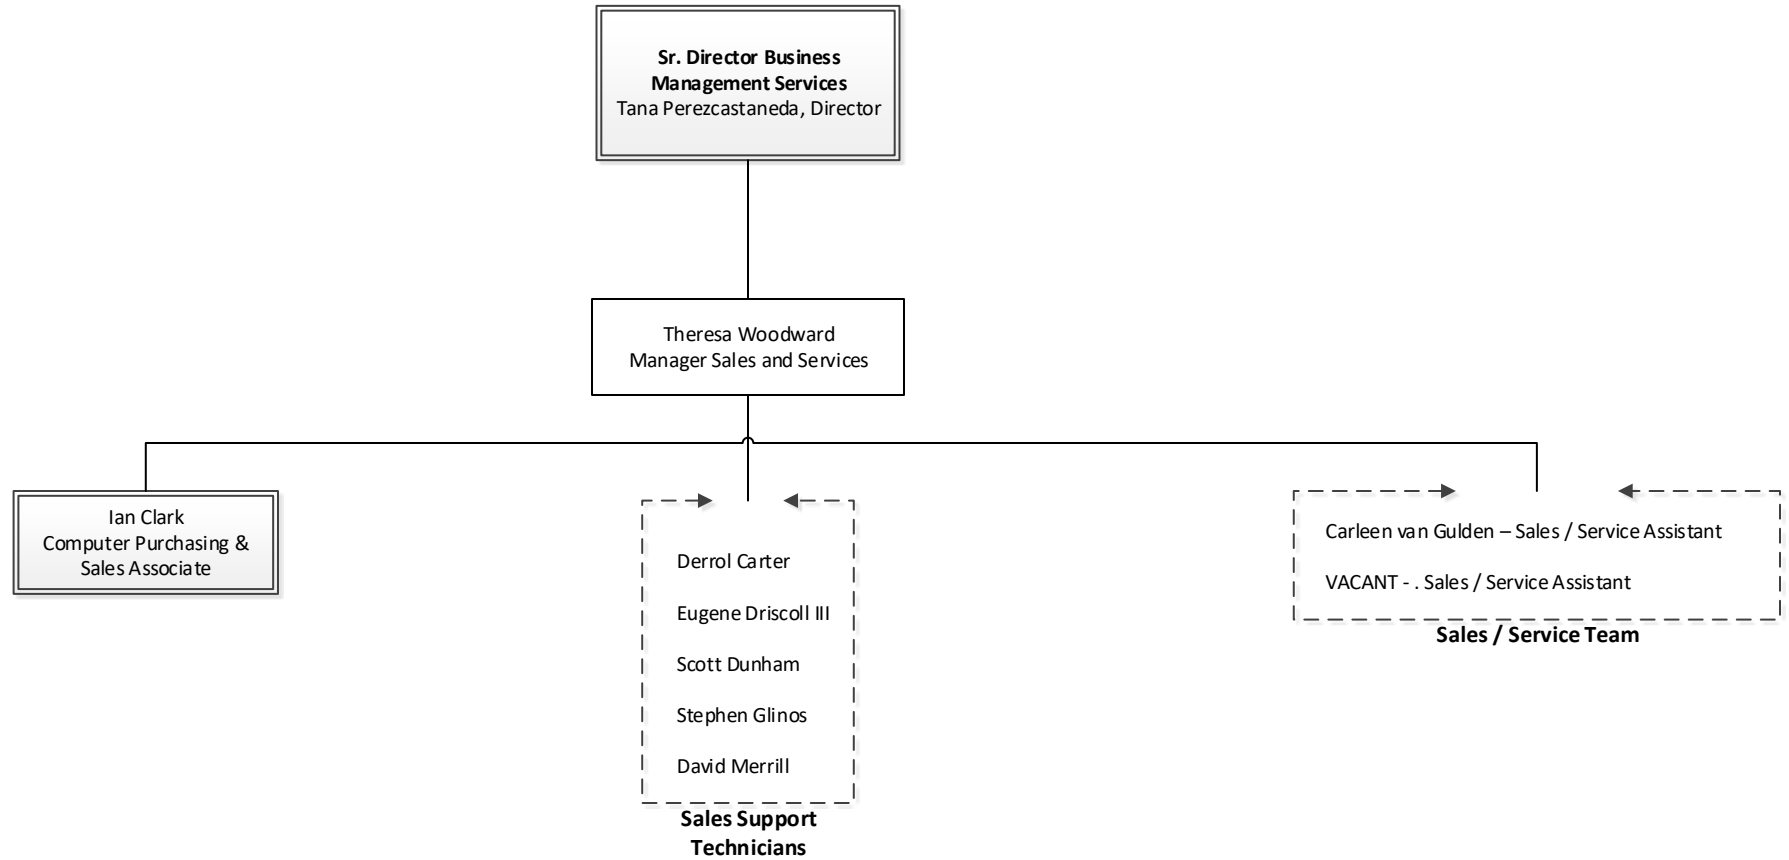 Sr. Director Business
Management Services
Tana Perezcastaneda, Director
Theresa Woodward
Manager Sales and Services
Ian Clark
Computer Purchasing &
Sales Associate
Derrol Carter
Eugene Driscoll III
Scott Dunham
Stephen Glinos
David Merrill
Sales Support
Technicians
Carleen van Gulden – Sales / Service Assistant
VACANT - . Sales / Service Assistant
Sales / Service Team